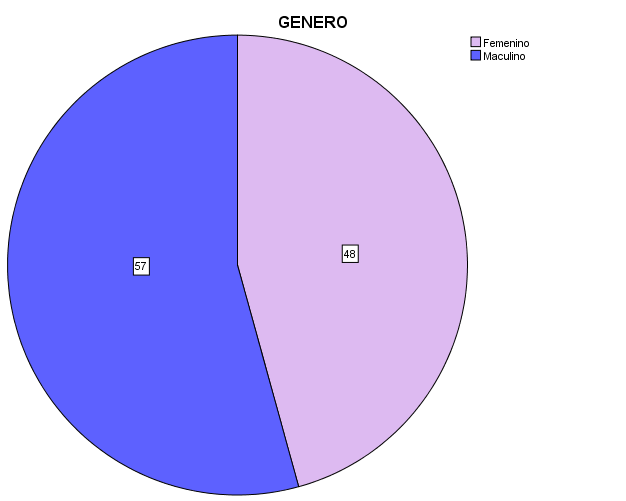 GENERO
Femenino
Maculino
57
48